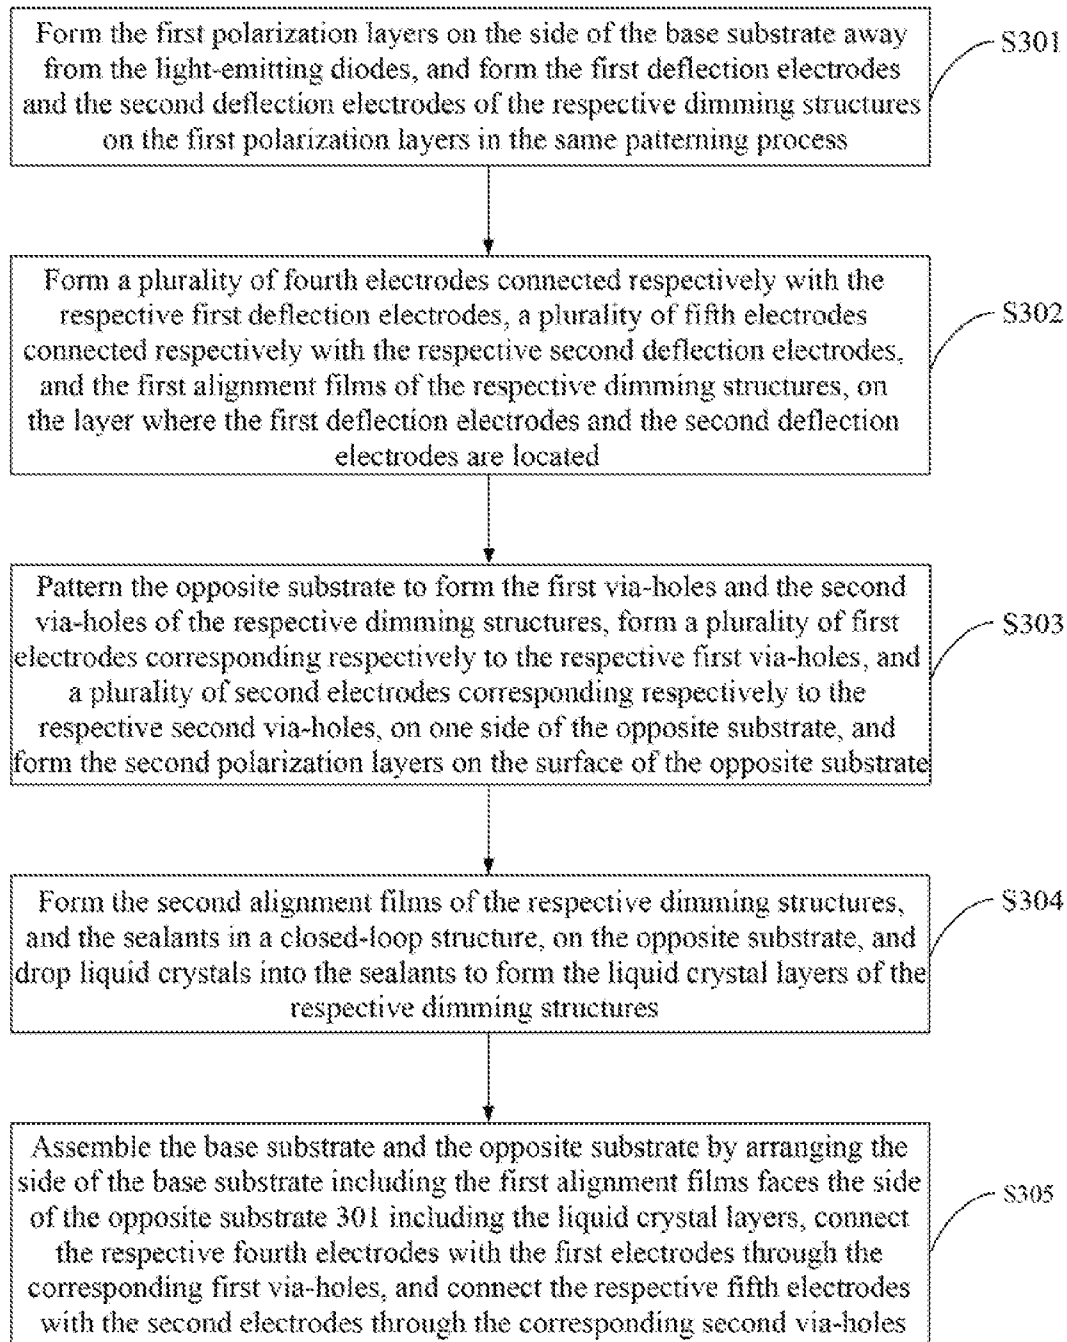 Form the first polarization layers on the side of the base substrate away
from the light-emitting diodes, and form the first deflection electrodes
and the second deflection electrodes of the respective dimming structures
on the first polarization layers in the same patterning process
S301
Form a plurality of fourth electrodes connected respectively with the
respective first deflection electrodes, a plurality of fifth electrodes
connected respectively with the respective second deflection electrodes,
and the first alignment films of the respective dimming structures, on
the layer where the first deflection electrodes and the second deflection
electrodes are located
S302
Pattern the opposite substrate to form the first via-holes and the second
via-holes of the respective dimming structures, form a plurality of first
electrodes corresponding respectively to the respective first via-holes, and
a plurality of second electrodes corresponding respectively to the
respective second via-holes, on one side of the opposite substrate, and
form the second polarization layers on the surface of the opposite substrate
S303
Form the second alignment films of the respective dimming structures,
and the sealants in a closed-loop structure, on the opposite substrate, and
drop liquid crystals into the sealants to form the liquid crystal layers of the
respective dimming structures
S304
Assemble the base substrate and the opposite substrate by arranging the
side of the base substrate including the first alignment films faces the side
of the opposite substrate 301 including the liquid crystal layers, connect
the respective fourth electrodes with the first electrodes through the
corresponding first via-holes, and connect the respective fifth electrodes
with the second electrodes through the corresponding second via-holes
S305